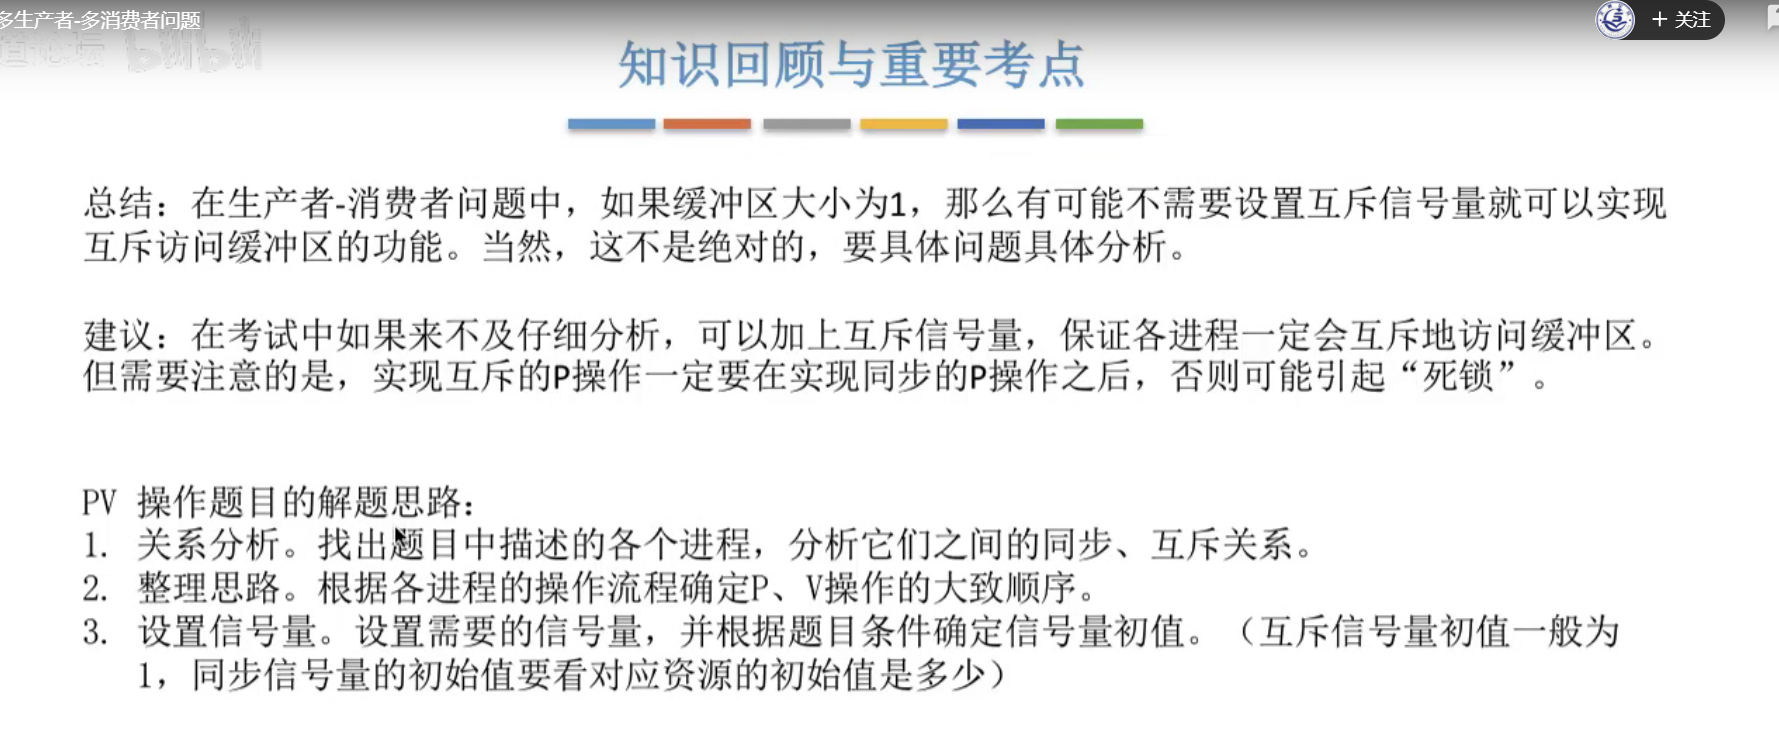 多生产者-多消费者问题
+ 关注
bilibili
知识回顾与重要考点
总结：在生产者-消费者问题中，如果缓冲区大小为1，那么有可能不需要设置互斥信号量就可以实现
互斥访问缓冲区的功能。当然，这不是绝对的，要具体问题具体分析。
建议：在考试中如果来不及仔细分析，可以加上互斥信号量，保证各进程一定会互斥地访问缓冲区。
但需要注意的是，实现互斥的P操作一定要在实现同步的P操作之后，否则可能引起“死锁”。
PV 操作题目的解题思路：
1. 关系分析。找出题目中描述的各个进程，分析它们之间的同步、互斥关系。
2. 整理思路。根据各进程的操作流程确定P、V操作的大致顺序。
3. 设置信号量。设置需要的信号量，并根据题目条件确定信号量初值。（互斥信号量初值一般为
1，同步信号量的初始值要看对应资源的初始值是多少）